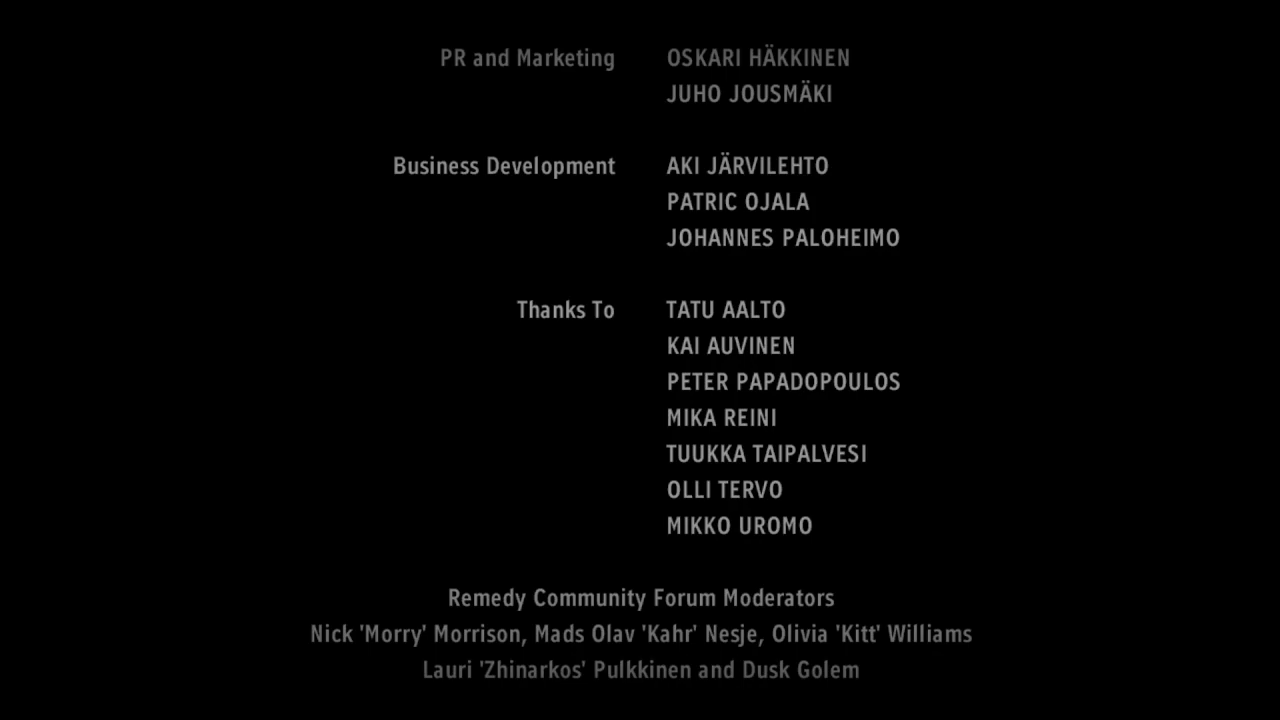 PR and Marketing OSKARI HÄKKINEN
JUHO JOUSMÄKI
Business Development AKI JÄRVILEHTO
PATRIC OJALA
JOHANNES PALOHEIMO
Thanks To TATU AALTO
KAI AUVINEN
PETER PAPADOPOULOS
MIKA REINI
TUUKKA TAIPALVESI
OLLI TERVO
MIKKO UROMO
Remedy Community Forum Moderators
Nick 'Morry' Morrison, Mads Olav 'Kahr' Nesje, Olivia 'Kitt' Williams
Lauri 'Zhinarkos' Pulkkinen and Dusk Golem